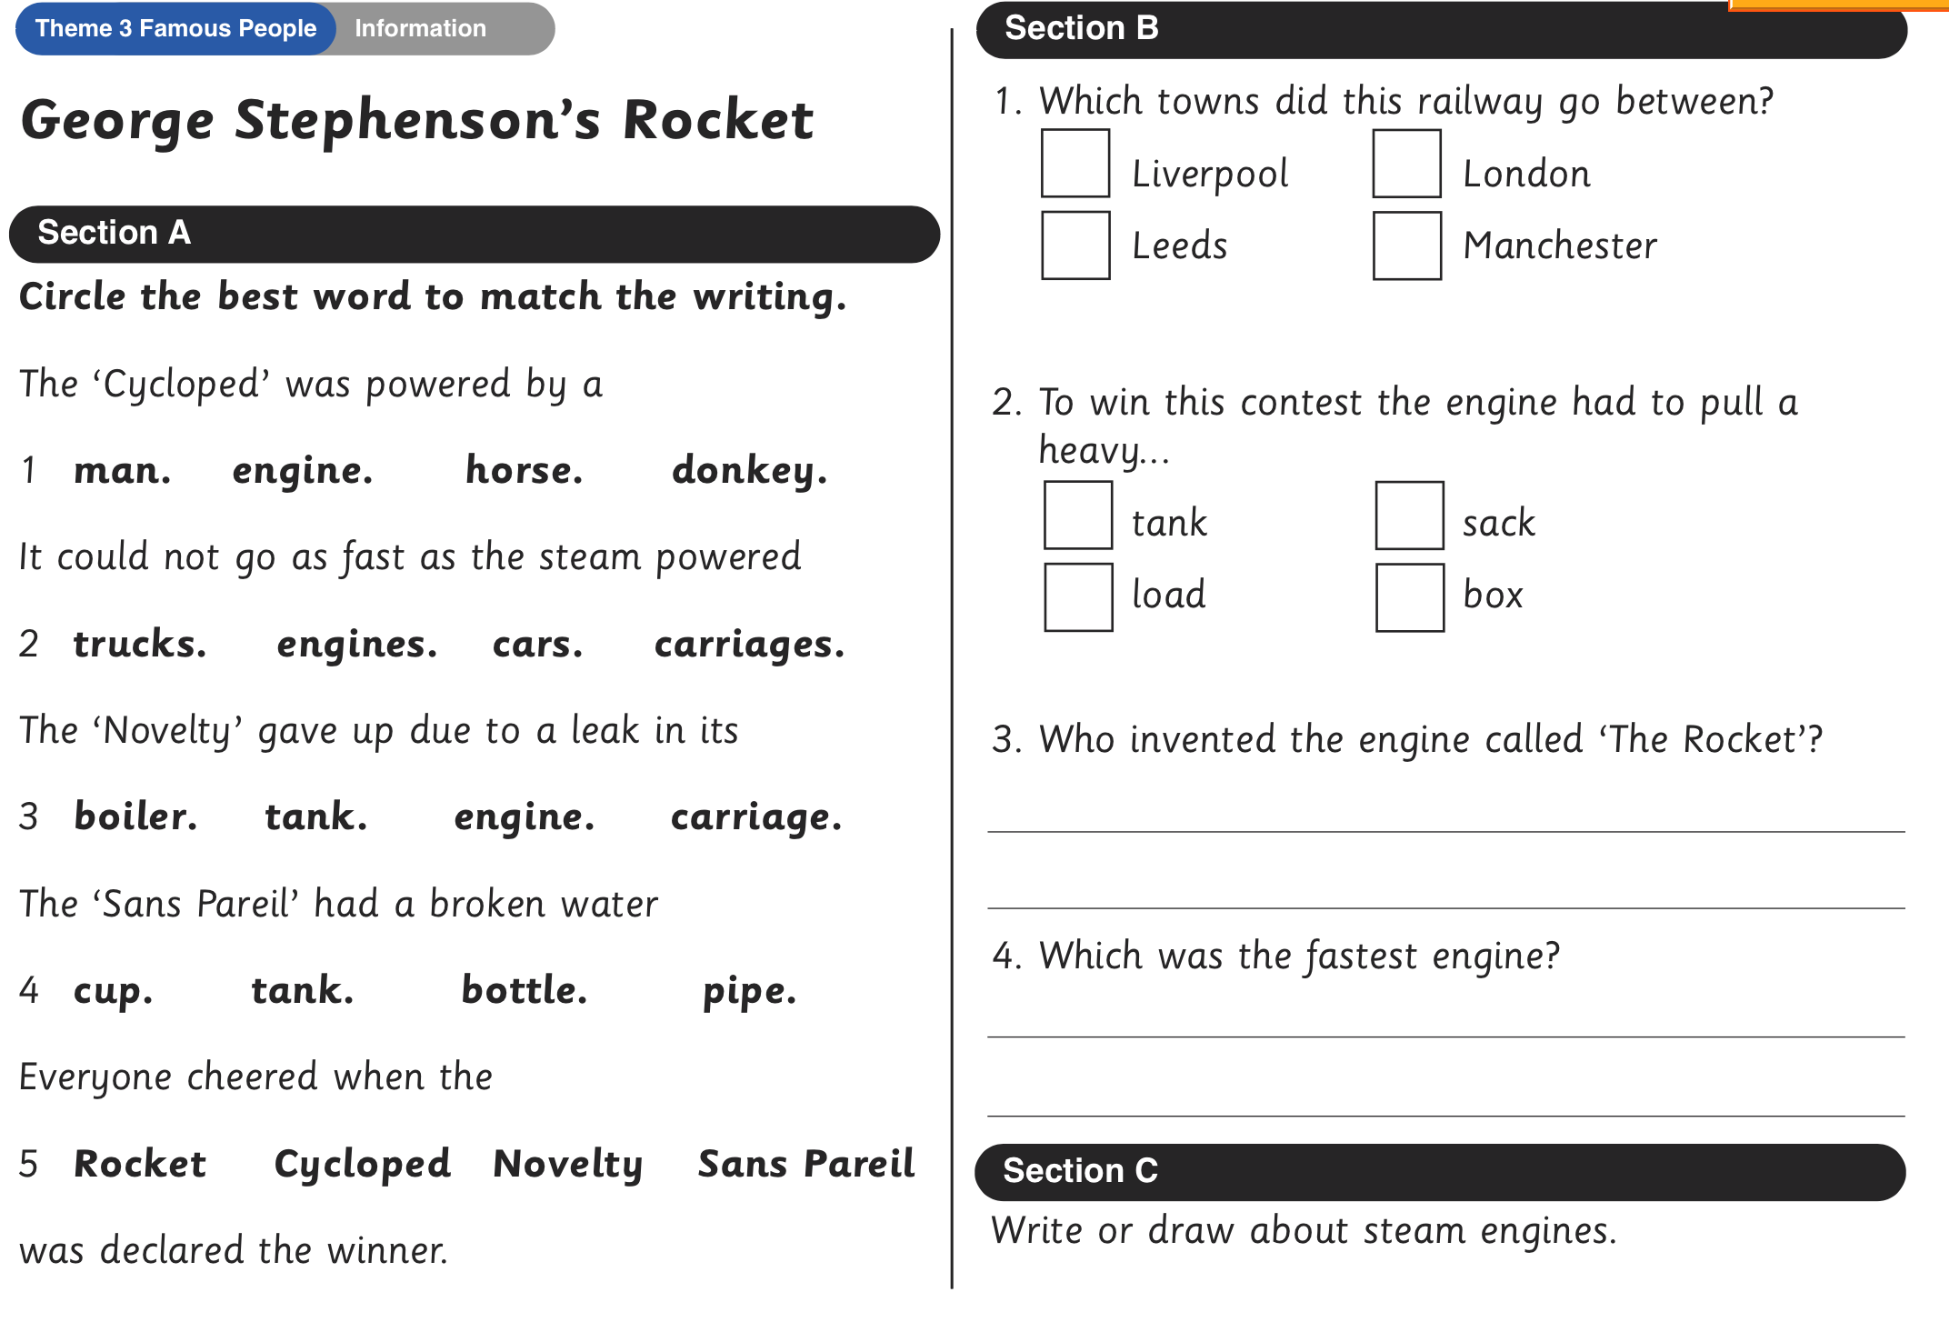 Theme 3 Famous People Information
George Stephenson’s Rocket
Section A
Circle the best word to match the writing.
The ‘Cycloped’ was powered by a
1 man. engine. horse. donkey.
It could not go as fast as the steam powered
2 trucks. engines. cars. carriages.
The ‘Novelty’ gave up due to a leak in its
3 boiler. tank. engine. carriage.
The ‘Sans Pareil’ had a broken water
4 cup. tank. bottle. pipe.
Everyone cheered when the
5 Rocket Cycloped Novelty Sans Pareil
was declared the winner.
Section B
1. Which towns did this railway go between?
Liverpool London
Leeds Manchester
2. To win this contest the engine had to pull a
heavy...
tank sack
load box
3. Who invented the engine called ‘The Rocket’?
4. Which was the fastest engine?
Section C
Write or draw about steam engines.